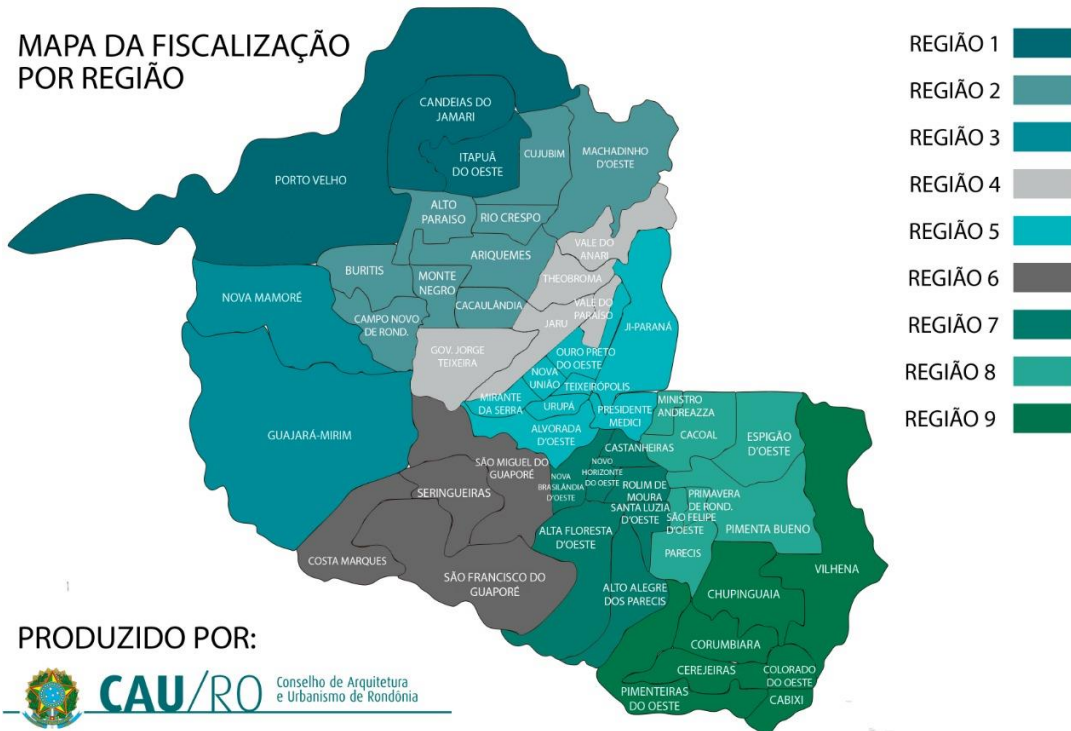 MAPA DA FISCALIZAÇÃO
POR REGIÃO
REGIÃO 1
REGIÃO 2
REGIÃO 3
REGIÃO 4
REGIÃO 5
REGIÃO 6
REGIÃO 7
REGIÃO 8
REGIÃO 9
CANDEIAS DO
JAMARI
ITAPUÃ
DO OESTE
CUJUBIM
MACHADINHO
D'OESTE
PORTO VELHO
ALTO
PARAISO
RIO CRESPO
ARIQUEMES
VALE DO
ANARI
BURITIS
MONTE
NEGRO
THEOBROMA
NOVA MAMORÉ
CACAULÂNDIA
VALE DO
PARAÍSO
CAMPO NOVO
DE ROND.
JARU
JI-PARANÁ
GOV. JORGE
TEIXEIRA
OURO PRETO
DO OESTE
NOVA
UNIÃO
TEIXEIRÓPOLIS
MIRANTE
DA SERRA
URUPÁ
PRESIDENTE
MEDICI
MINISTRO
ANDREAZZA
GUAJARÁ-MIRIM
ALVORADA
D'OESTE
CACOAL
ESPIGÃO
D'OESTE
CASTANHEIRAS
SÃO MIGUEL DO
GUAPORÉ
NOVO
HORIZONTE
DO OESTE
NOVA
BRASILÂNDIA
D'OESTE
SERINGUEIRAS
ROLIM DE
MOURA
PRIMAVERA
DE ROND.
SANTA LUZIA
D'OESTE
SÃO FELIPE
D'OESTE
PIMENTA BUENO
ALTA FLORESTA
D'OESTE
PARECIS
COSTA MARQUES
VILHENA
SÃO FRANCISCO DO
GUAPORÉ
ALTO ALEGRE
DOS PARECIS
CHUPINGUAIA
CORUMBIARA
CEREJEIRAS
COLORADO
DO OESTE
PIMENTEIRAS
DO OESTE
CABIXI
PRODUZIDO POR:
CAU/RO
Conselho de Arquitetura
e Urbanismo de Rondônia